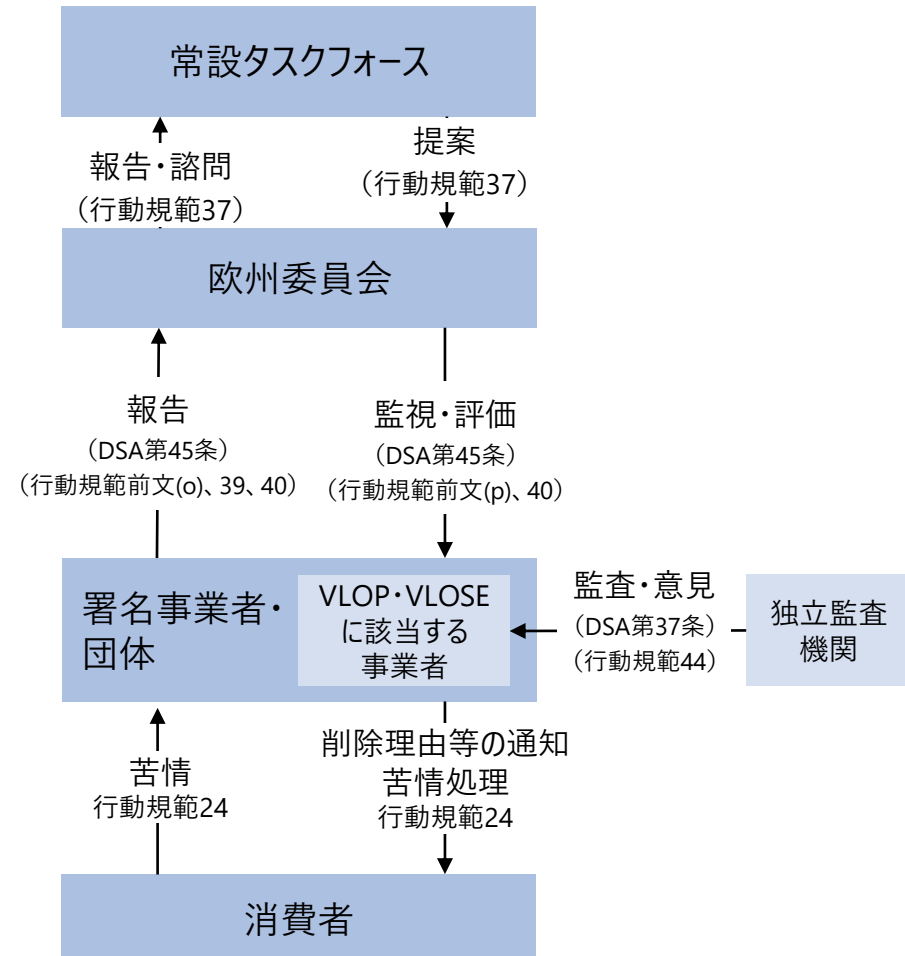 常設タスクフォース
報告・諮問
（行動規範37）
提案
（行動規範37）
欧州委員会
報告
（DSA第45条）
（行動規範前文(o)、39、40）
監視・評価
（DSA第45条）
（行動規範前文(p)、40）
署名事業者・
団体
VLOP・VLOSE
に該当する
事業者
監査・意見
（DSA第37条）
（行動規範44）
独立監査
機関
苦情
行動規範24
削除理由等の通知
苦情処理
行動規範24
消費者